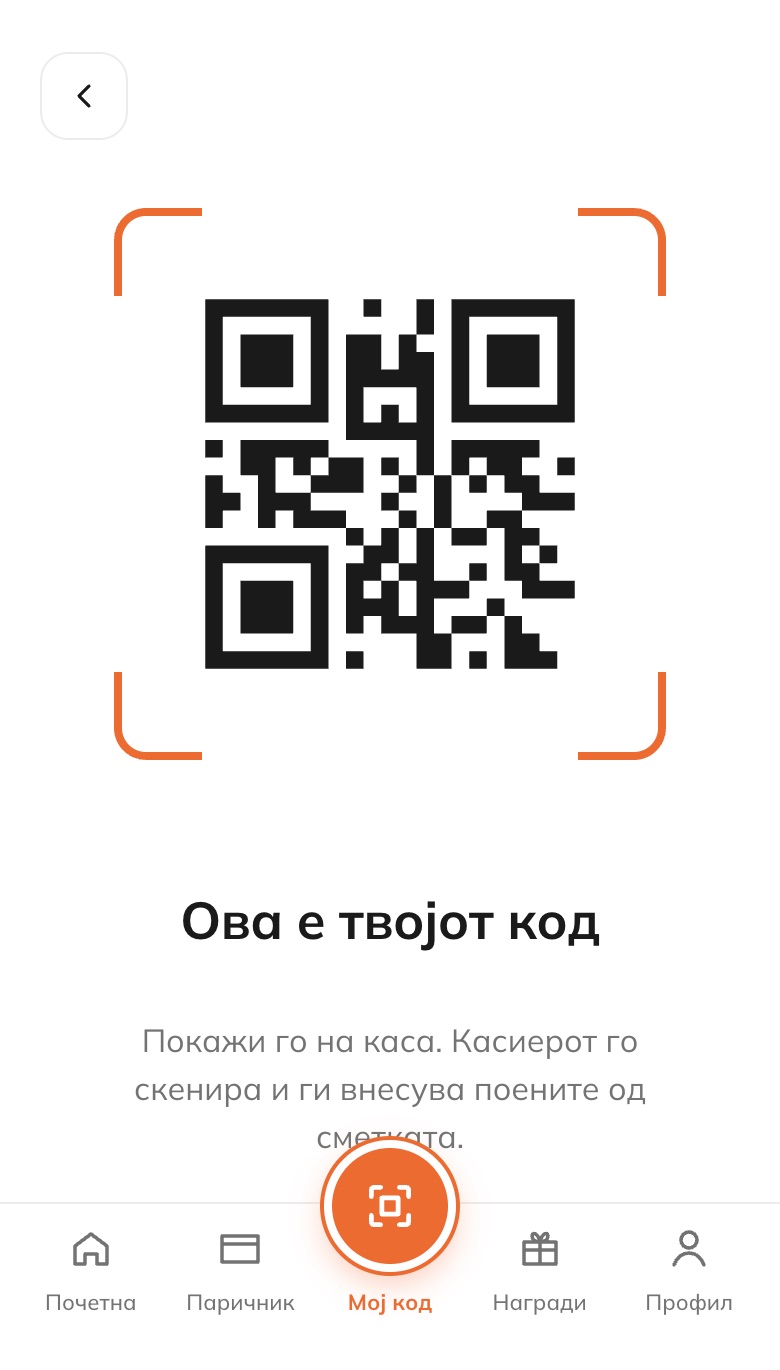 Ова е твојот код
Покажи го на каса. Касиерот го
скенира и ги внесува поените од
сметката.
Почетна
Паричник
Мој код
Награди
Профил